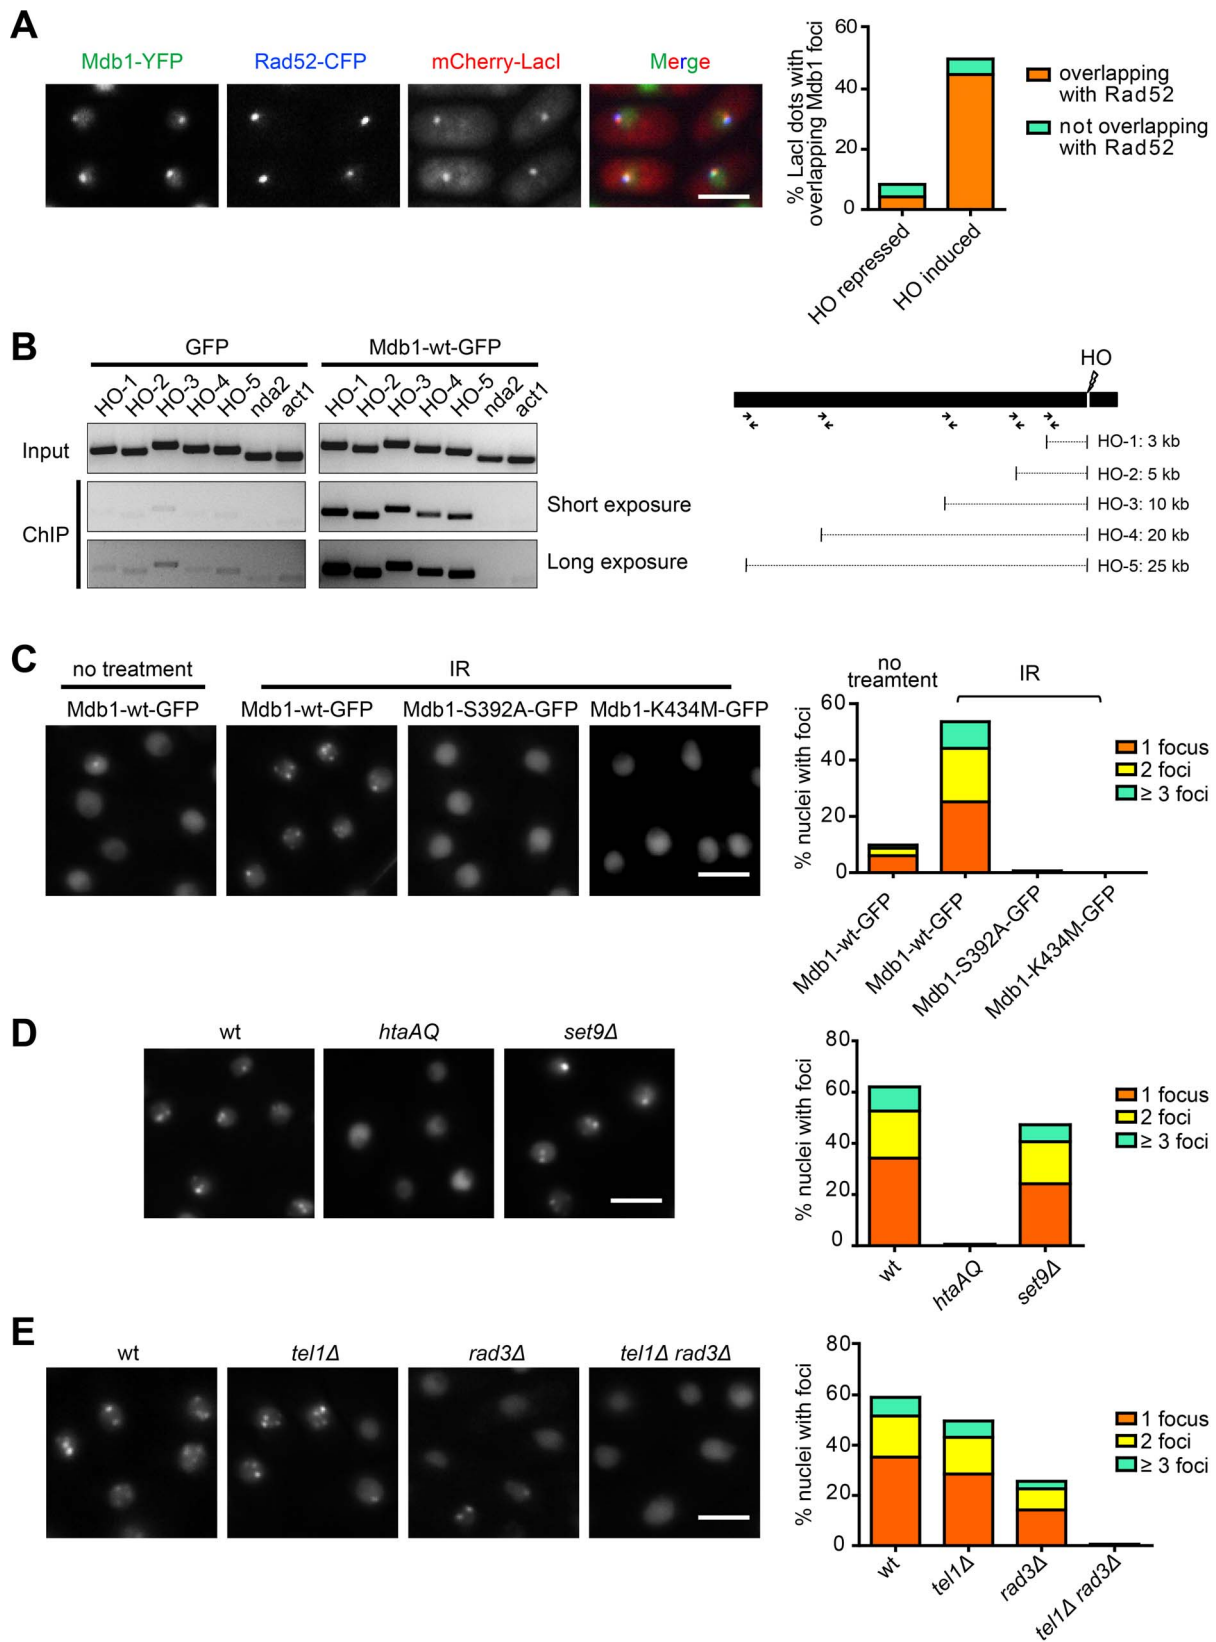 A
Mdb1-YFP
Rad52-CFP
mCherry-LacI
Merge
% LacI dots with
overlapping Mdb1 foci
60
40
20
0
overlapping
with Rad52
not overlapping
with Rad52
HO repressed
HO induced
B
GFP
Mdb1-wt-GFP
HO-1
HO-2
HO-3
HO-4
HO-5
nda2
act1
HO-1
HO-2
HO-3
HO-4
HO-5
nda2
act1
Input
ChIP
Short exposure
Long exposure
HO
HO-1: 3 kb
HO-2: 5 kb
HO-3: 10 kb
HO-4: 20 kb
HO-5: 25 kb
C
no treatment
IR
Mdb1-wt-GFP
Mdb1-wt-GFP
Mdb1-S392A-GFP
Mdb1-K434M-GFP
no
treamtent
IR
% nuclei with foci
60
40
20
0
1 focus
2 foci
≥ 3 foci
Mdb1-wt-GFP
Mdb1-wt-GFP
Mdb1-S392A-GFP
Mdb1-K434M-GFP
D
wt
htaAQ
set9Δ
% nuclei with foci
80
60
40
20
0
1 focus
2 foci
≥ 3 foci
wt
htaAQ
set9Δ
E
wt
tel1Δ
rad3Δ
tel1Δ rad3Δ
% nuclei with foci
80
60
40
20
0
1 focus
2 foci
≥ 3 foci
wt
tel1Δ
rad3Δ
tel1Δ rad3Δ